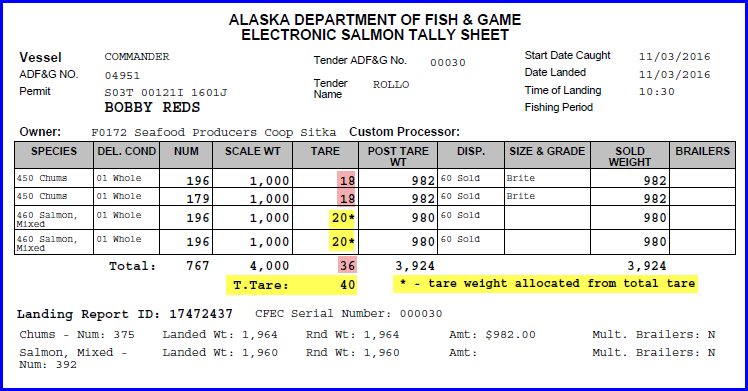 ALASKA DEPARTMENT OF FISH & GAME
ELECTRONIC SALMON TALLY SHEET
Vessel COMMANDER Tender ADF&G No. 00030 Start Date Caught 11/03/2016
ADF&G NO. 04951 Date Landed 11/03/2016
Permit S03T 00121I 1601J Tender Name ROLLO Time of Landing 10:30
BOBBY REDS Fishing Period
Owner: F0172 Seafood Producers Coop Sitka Custom Processor:
SPECIES DEL. COND NUM SCALE WT TARE POST TARE WT DISP. SIZE & GRADE SOLD WEIGHT BRAILERS
450 Chums 01 Whole 196 1,000 18 982 60 Sold Brite 982
450 Chums 01 Whole 179 1,000 18 982 60 Sold Brite 982
460 Salmon, Mixed 01 Whole 196 1,000 20* 980 60 Sold 980
460 Salmon, Mixed 01 Whole 196 1,000 20* 980 60 Sold 980
Total: 767 4,000 36 3,924 3,924
T.Tare: 40 * - tare weight allocated from total tare
Landing Report ID: 17472437 CFEC Serial Number: 000030
Chums - Num: 375 Landed Wt: 1,964 Rnd Wt: 1,964 Amt: $982.00 Mult. Brailers: N
Salmon, Mixed - Landed Wt: 1,960 Rnd Wt: 1,960 Amt: Mult. Brailers: N
Num: 392